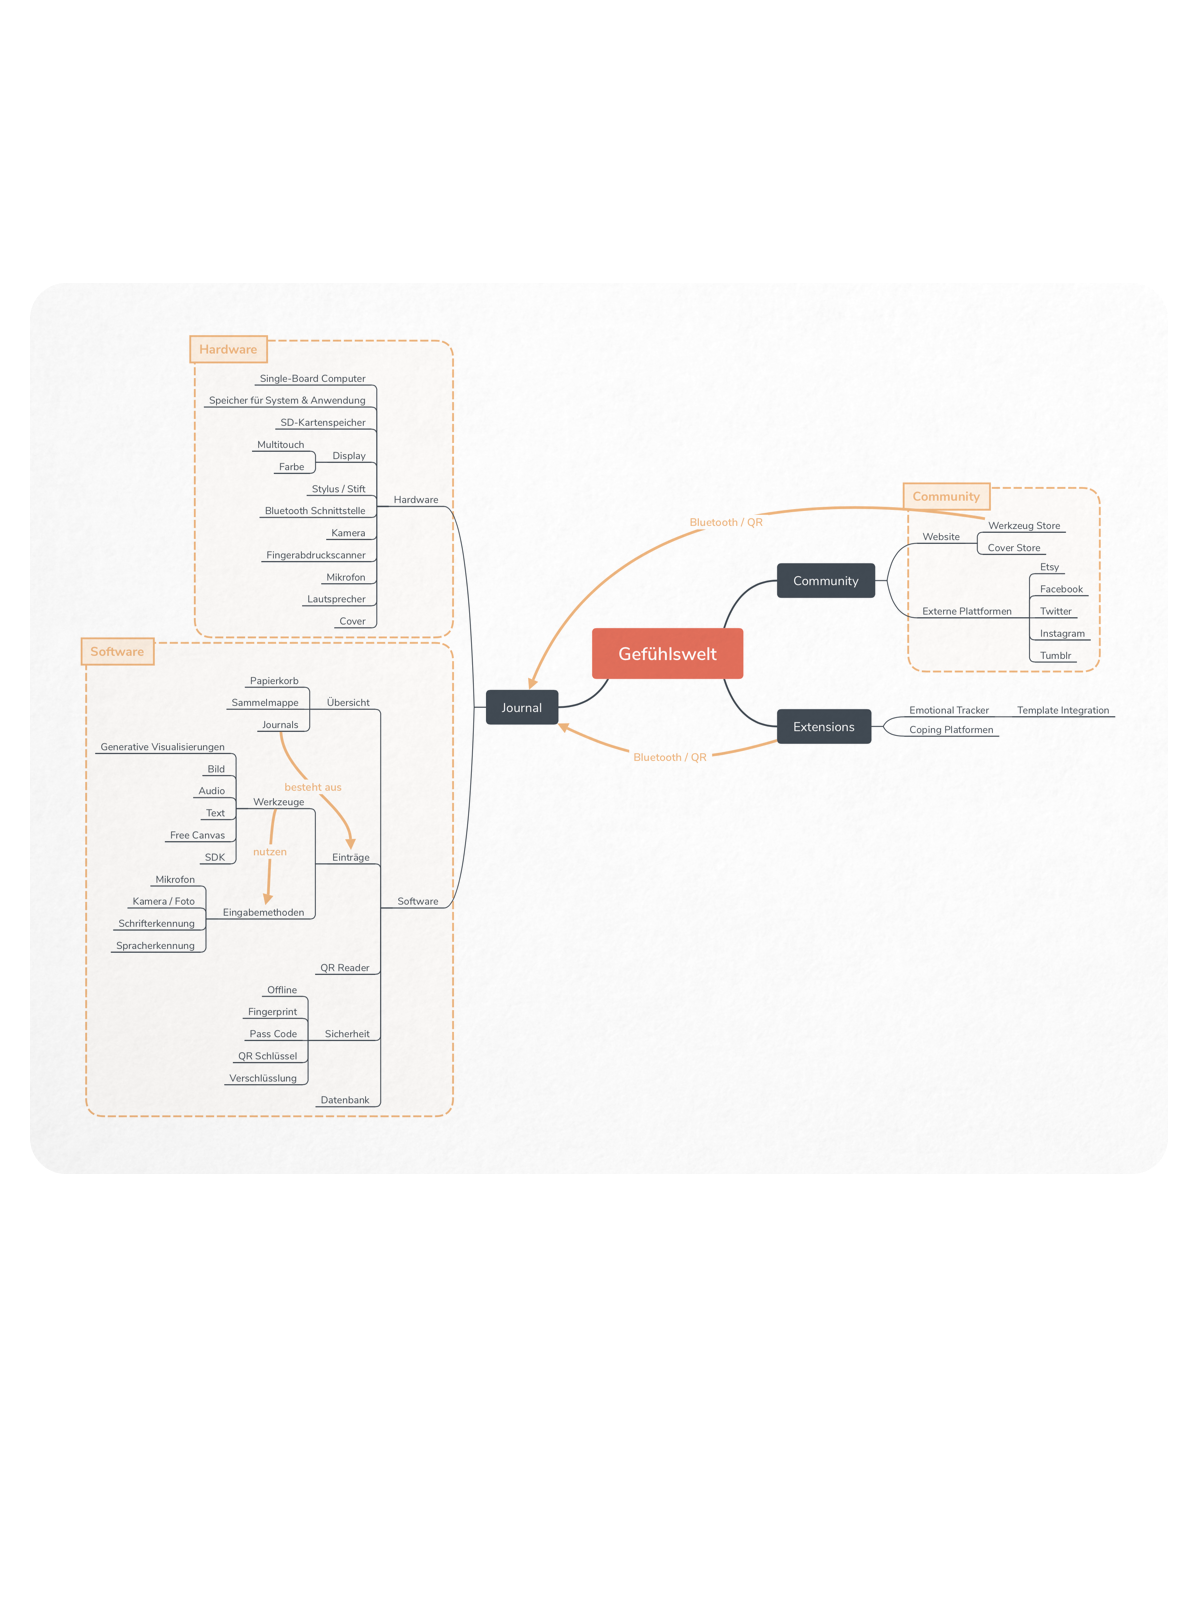 Hardware
Single-Board Computer
Speicher für System & Anwendung
SD-Kartenspeicher
Multitouch
Display
Farbe
Stylus / Stift
Hardware
Bluetooth Schnittstelle
Kamera
Fingerabdruckscanner
Mikrofon
Lautsprecher
Cover
Software
Papierkorb
Sammelmappe
Übersicht
Journals
Generative Visualisierungen
Bild
besteht aus
Audio
Werkzeuge
Text
Free Canvas
nutzen
SDK
Einträge
Mikrofon
Kamera / Foto
Eingabemethoden
Software
Schrifterkennung
Spracherkennung
QR Reader
Offline
Fingerprint
Pass Code
Sicherheit
QR Schlüssel
Verschlüsslung
Datenbank
Journal
Gefühlswelt
Bluetooth / QR
Community
Community
Werkzeug Store
Website
Cover Store
Etsy
Facebook
Externe Plattformen
Twitter
Instagram
Tumblr
Extensions
Emotional Tracker
Template Integration
Coping Platformen
Bluetooth / QR